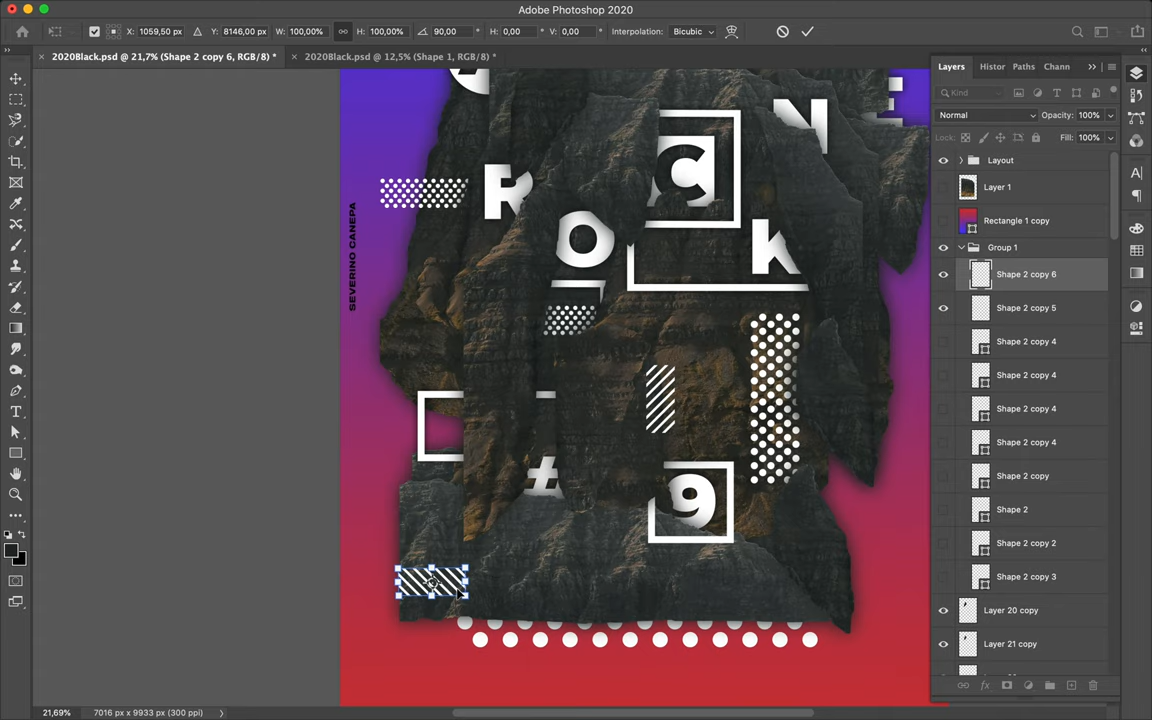 Adobe Photoshop 2020
X: 1059,50 px Y: 8146,00 px W: 100,00% H: 100,00% 90,00 ° H: 0,00 ° V: 0,00 ° Interpolation: Bicubic
2020Black.psd @ 21,7% (Shape 2 copy 6, RGB/8) *
2020Black.psd @ 12,5% (Shape 1, RGB/8) *
N
E
C
R
O
K
SEVERINO CANEPA
#
9
Layers Histor Paths Chann
Kind
Normal Opacity: 100%
Lock: Fill: 100%
Layout
Layer 1
Rectangle 1 copy
Group 1
Shape 2 copy 6
Shape 2 copy 5
Shape 2 copy 4
Shape 2 copy 4
Shape 2 copy 4
Shape 2 copy 4
Shape 2 copy
Shape 2
Shape 2 copy 2
Shape 2 copy 3
Layer 20 copy
Layer 21 copy
21,69% 7016 px x 9933 px (300 ppi)